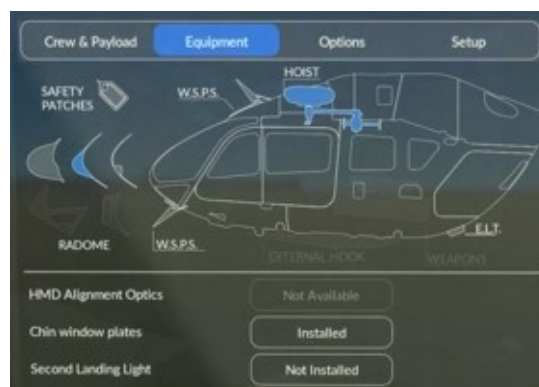 Crew & Payload Equipment Options Setup
HOIST
SAFETY W.S.P.S.
PATCHES
E.L.T.
RADOME W.S.P.S.
EXTERNAL HOOK WEAPONS
HMD Alignment Optics Not Available
Chin window plates Installed
Second Landing Light Not Installed